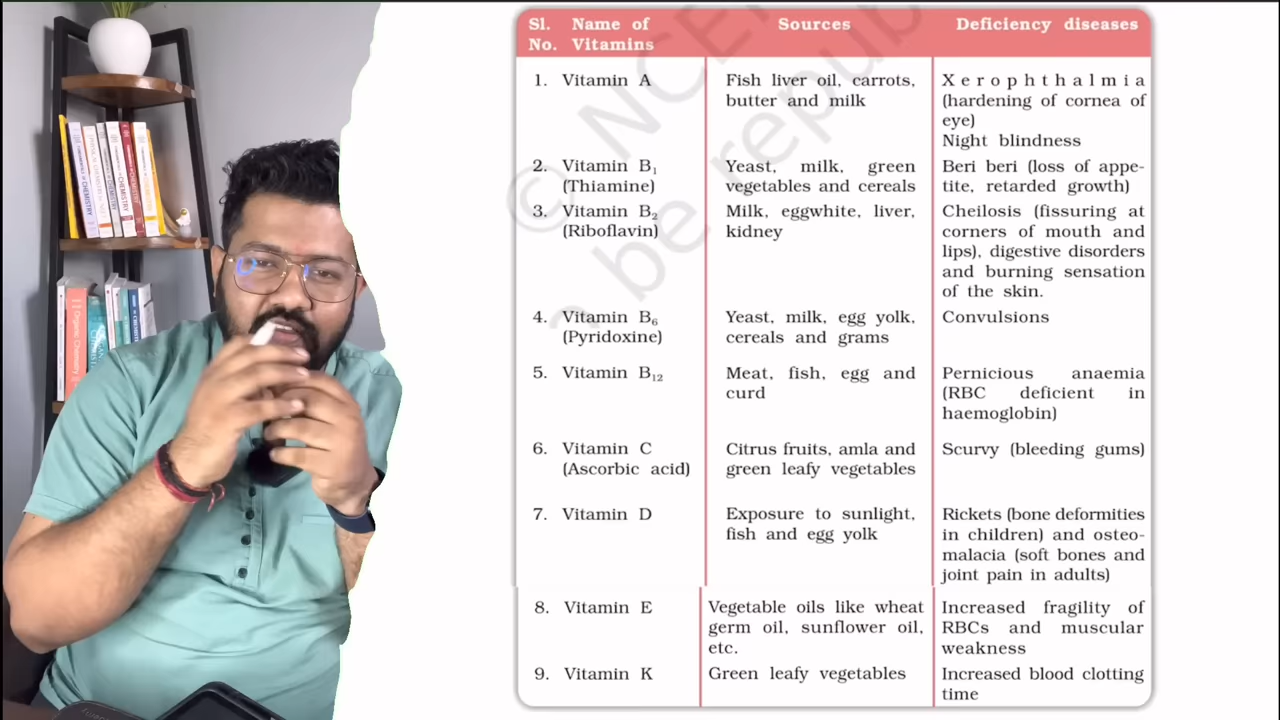 Sl. Name of Sources Deficiency diseases
No. Vitamins
1. Vitamin A Fish liver oil, carrots, Xerophthalmia
butter and milk (hardening of cornea of
eye)
Night blindness
2. Vitamin B₁ Yeast, milk, green Beri beri (loss of appe-
(Thiamine) vegetables and cereals tite, retarded growth)
3. Vitamin B₂ Milk, eggwhite, liver, Cheilosis (fissuring at
(Riboflavin) kidney corners of mouth and
lips), digestive disorders
and burning sensation
of the skin.
4. Vitamin B₆ Yeast, milk, egg yolk, Convulsions
(Pyridoxine) cereals and grams
5. Vitamin B₁₂ Meat, fish, egg and Pernicious anaemia
curd (RBC deficient in
haemoglobin)
6. Vitamin C Citrus fruits, amla and Scurvy (bleeding gums)
(Ascorbic acid) green leafy vegetables
7. Vitamin D Exposure to sunlight, Rickets (bone deformities
fish and egg yolk in children) and osteo-
malacia (soft bones and
joint pain in adults)
8. Vitamin E Vegetable oils like wheat Increased fragility of
germ oil, sunflower oil, RBCs and muscular
etc. weakness
9. Vitamin K Green leafy vegetables Increased blood clotting
time
CHEMISTRY
CHEMISTRY
CHEMISTRY
Organic Chemistry